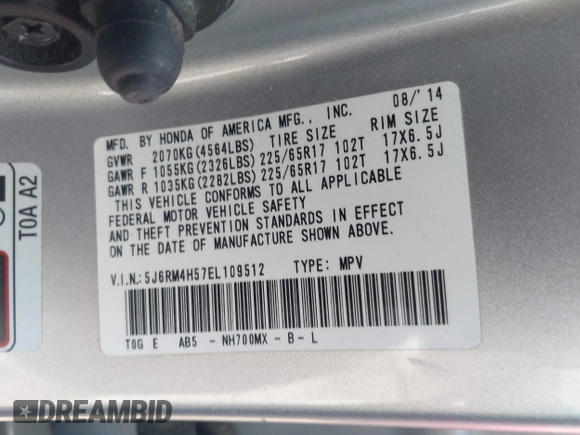 MFD. BY HONDA OF AMERICA MFG., INC. 08/'14
GVWR 2070KG(4564LBS) TIRE SIZE RIM SIZE
GAWR F 1055KG(2326LBS) 225/65R17 102T 17X6.5J
GAWR R 1035KG(2282LBS) 225/65R17 102T 17X6.5J
THIS VEHICLE CONFORMS TO ALL APPLICABLE
FEDERAL MOTOR VEHICLE SAFETY
AND THEFT PREVENTION STANDARDS IN EFFECT
ON THE DATE OF MANUFACTURE SHOWN ABOVE.
V.I.N.:5J6RM4H57EL109512 TYPE: MPV
T0G E AB5 - NH700MX - B - L
T0A A2
DREAMBID